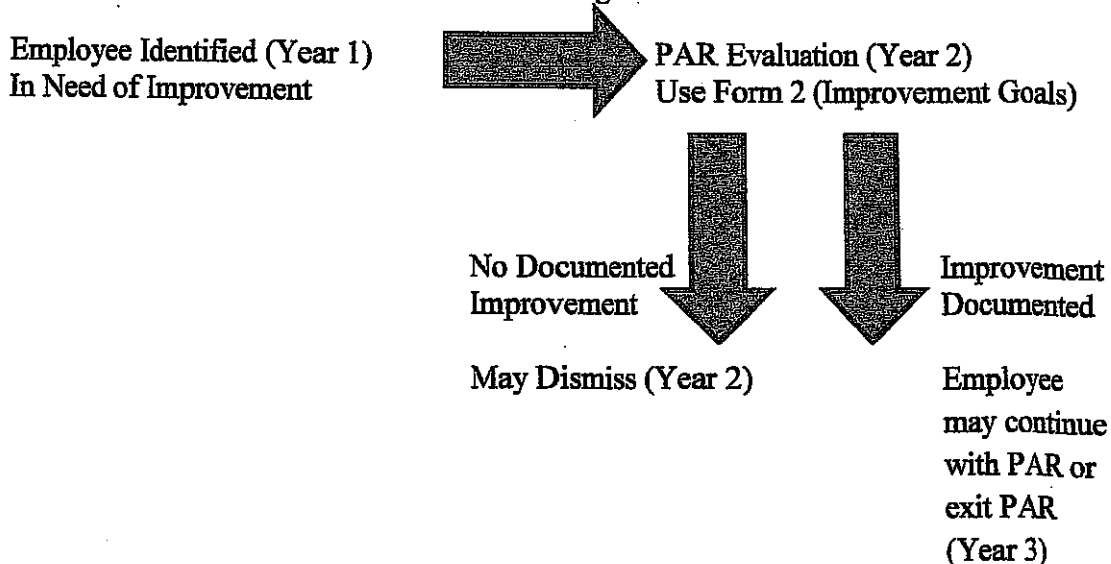 Employee Identified (Year 1)
In Need of Improvement
PAR Evaluation (Year 2)
Use Form 2 (Improvement Goals)
No Documented
Improvement
May Dismiss (Year 2)
Improvement
Documented
Employee
may continue
with PAR or
exit PAR
(Year 3)